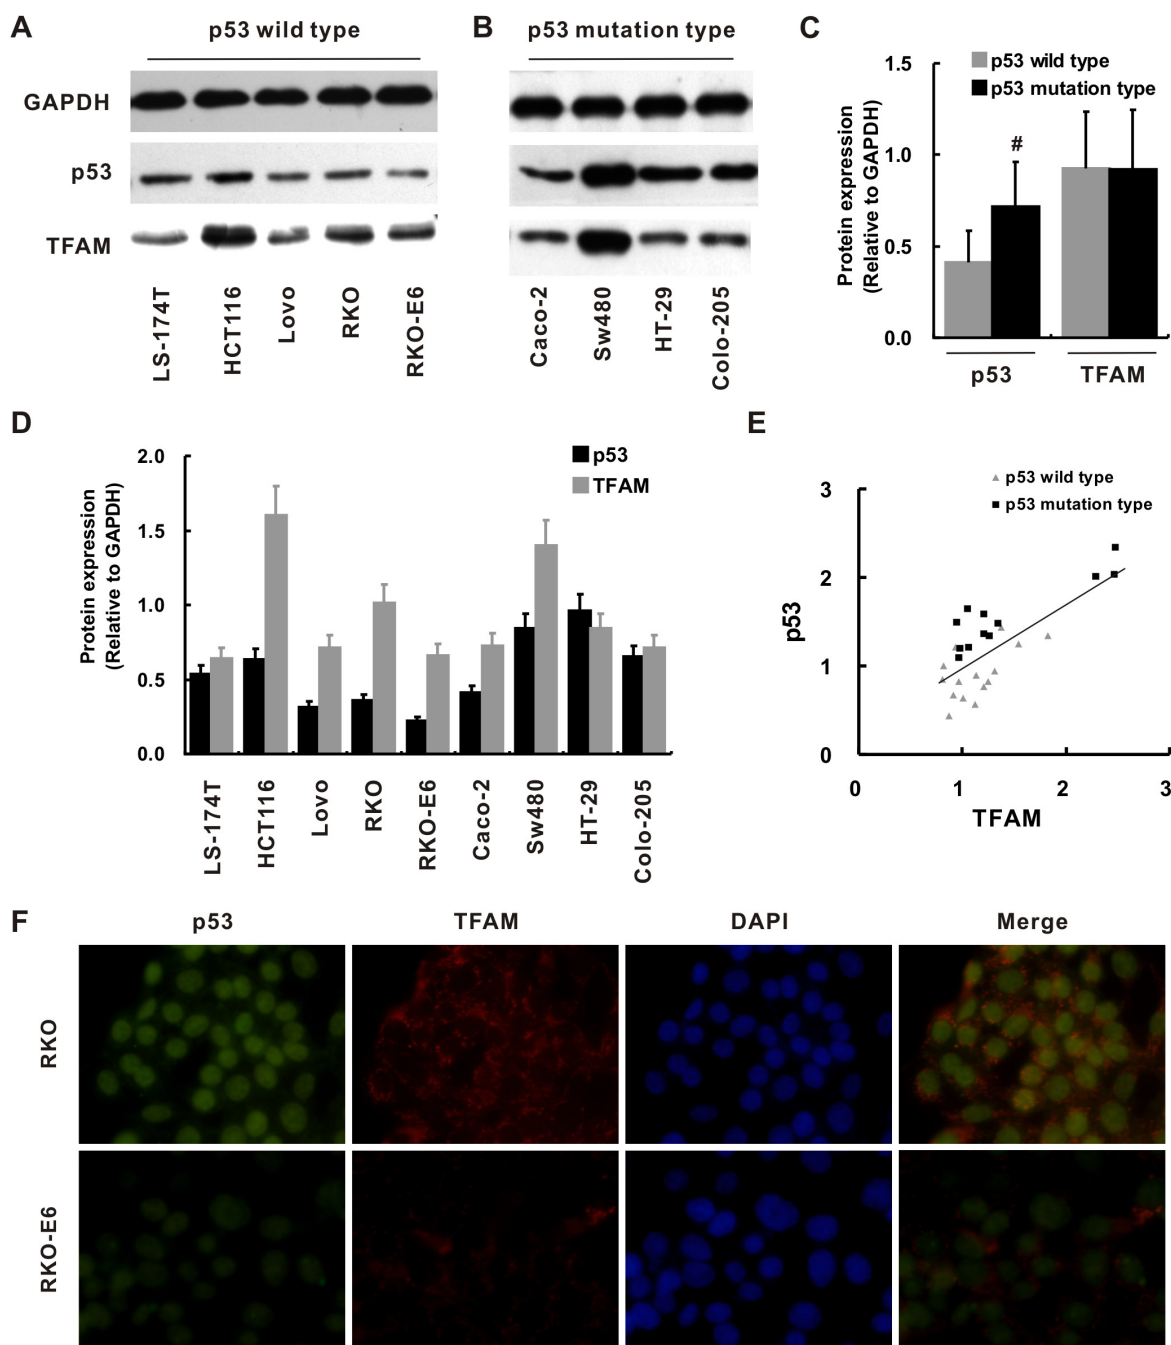 A
p53 wild type
GAPDH
p53
TFAM
LS-174T
HCT116
Lovo
RKO
RKO-E6
B
p53 mutation type
Caco-2
Sw480
HT-29
Colo-205
C
p53 wild type
p53 mutation type
Protein expression
(Relative to GAPDH)
1.5
1.0
0.5
0.0
p53
TFAM
D
p53
TFAM
Protein expression
(Relative to GAPDH)
2.0
1.5
1.0
0.5
0.0
LS-174T
HCT116
Lovo
RKO
RKO-E6
Caco-2
Sw480
HT-29
Colo-205
E
p53 wild type
p53 mutation type
p53
3
2
1
0
0
1
2
3
TFAM
F
p53
TFAM
DAPI
Merge
RKO
RKO-E6
#